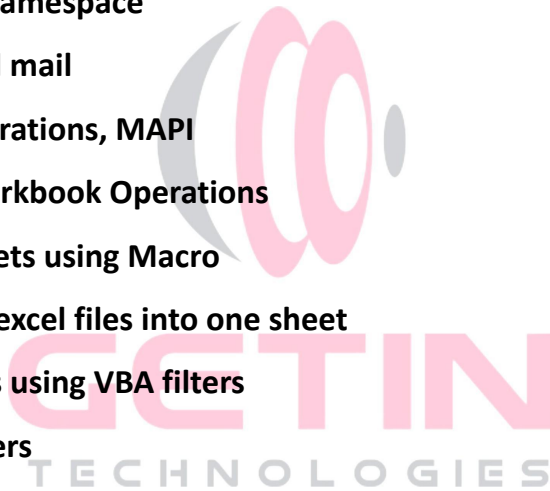 amespace
mail
rations, MAPI
rkbook Operations
ets using Macro
excel files into one sheet
using VBA filters
ers
GETIN
TECHNOLOGIES